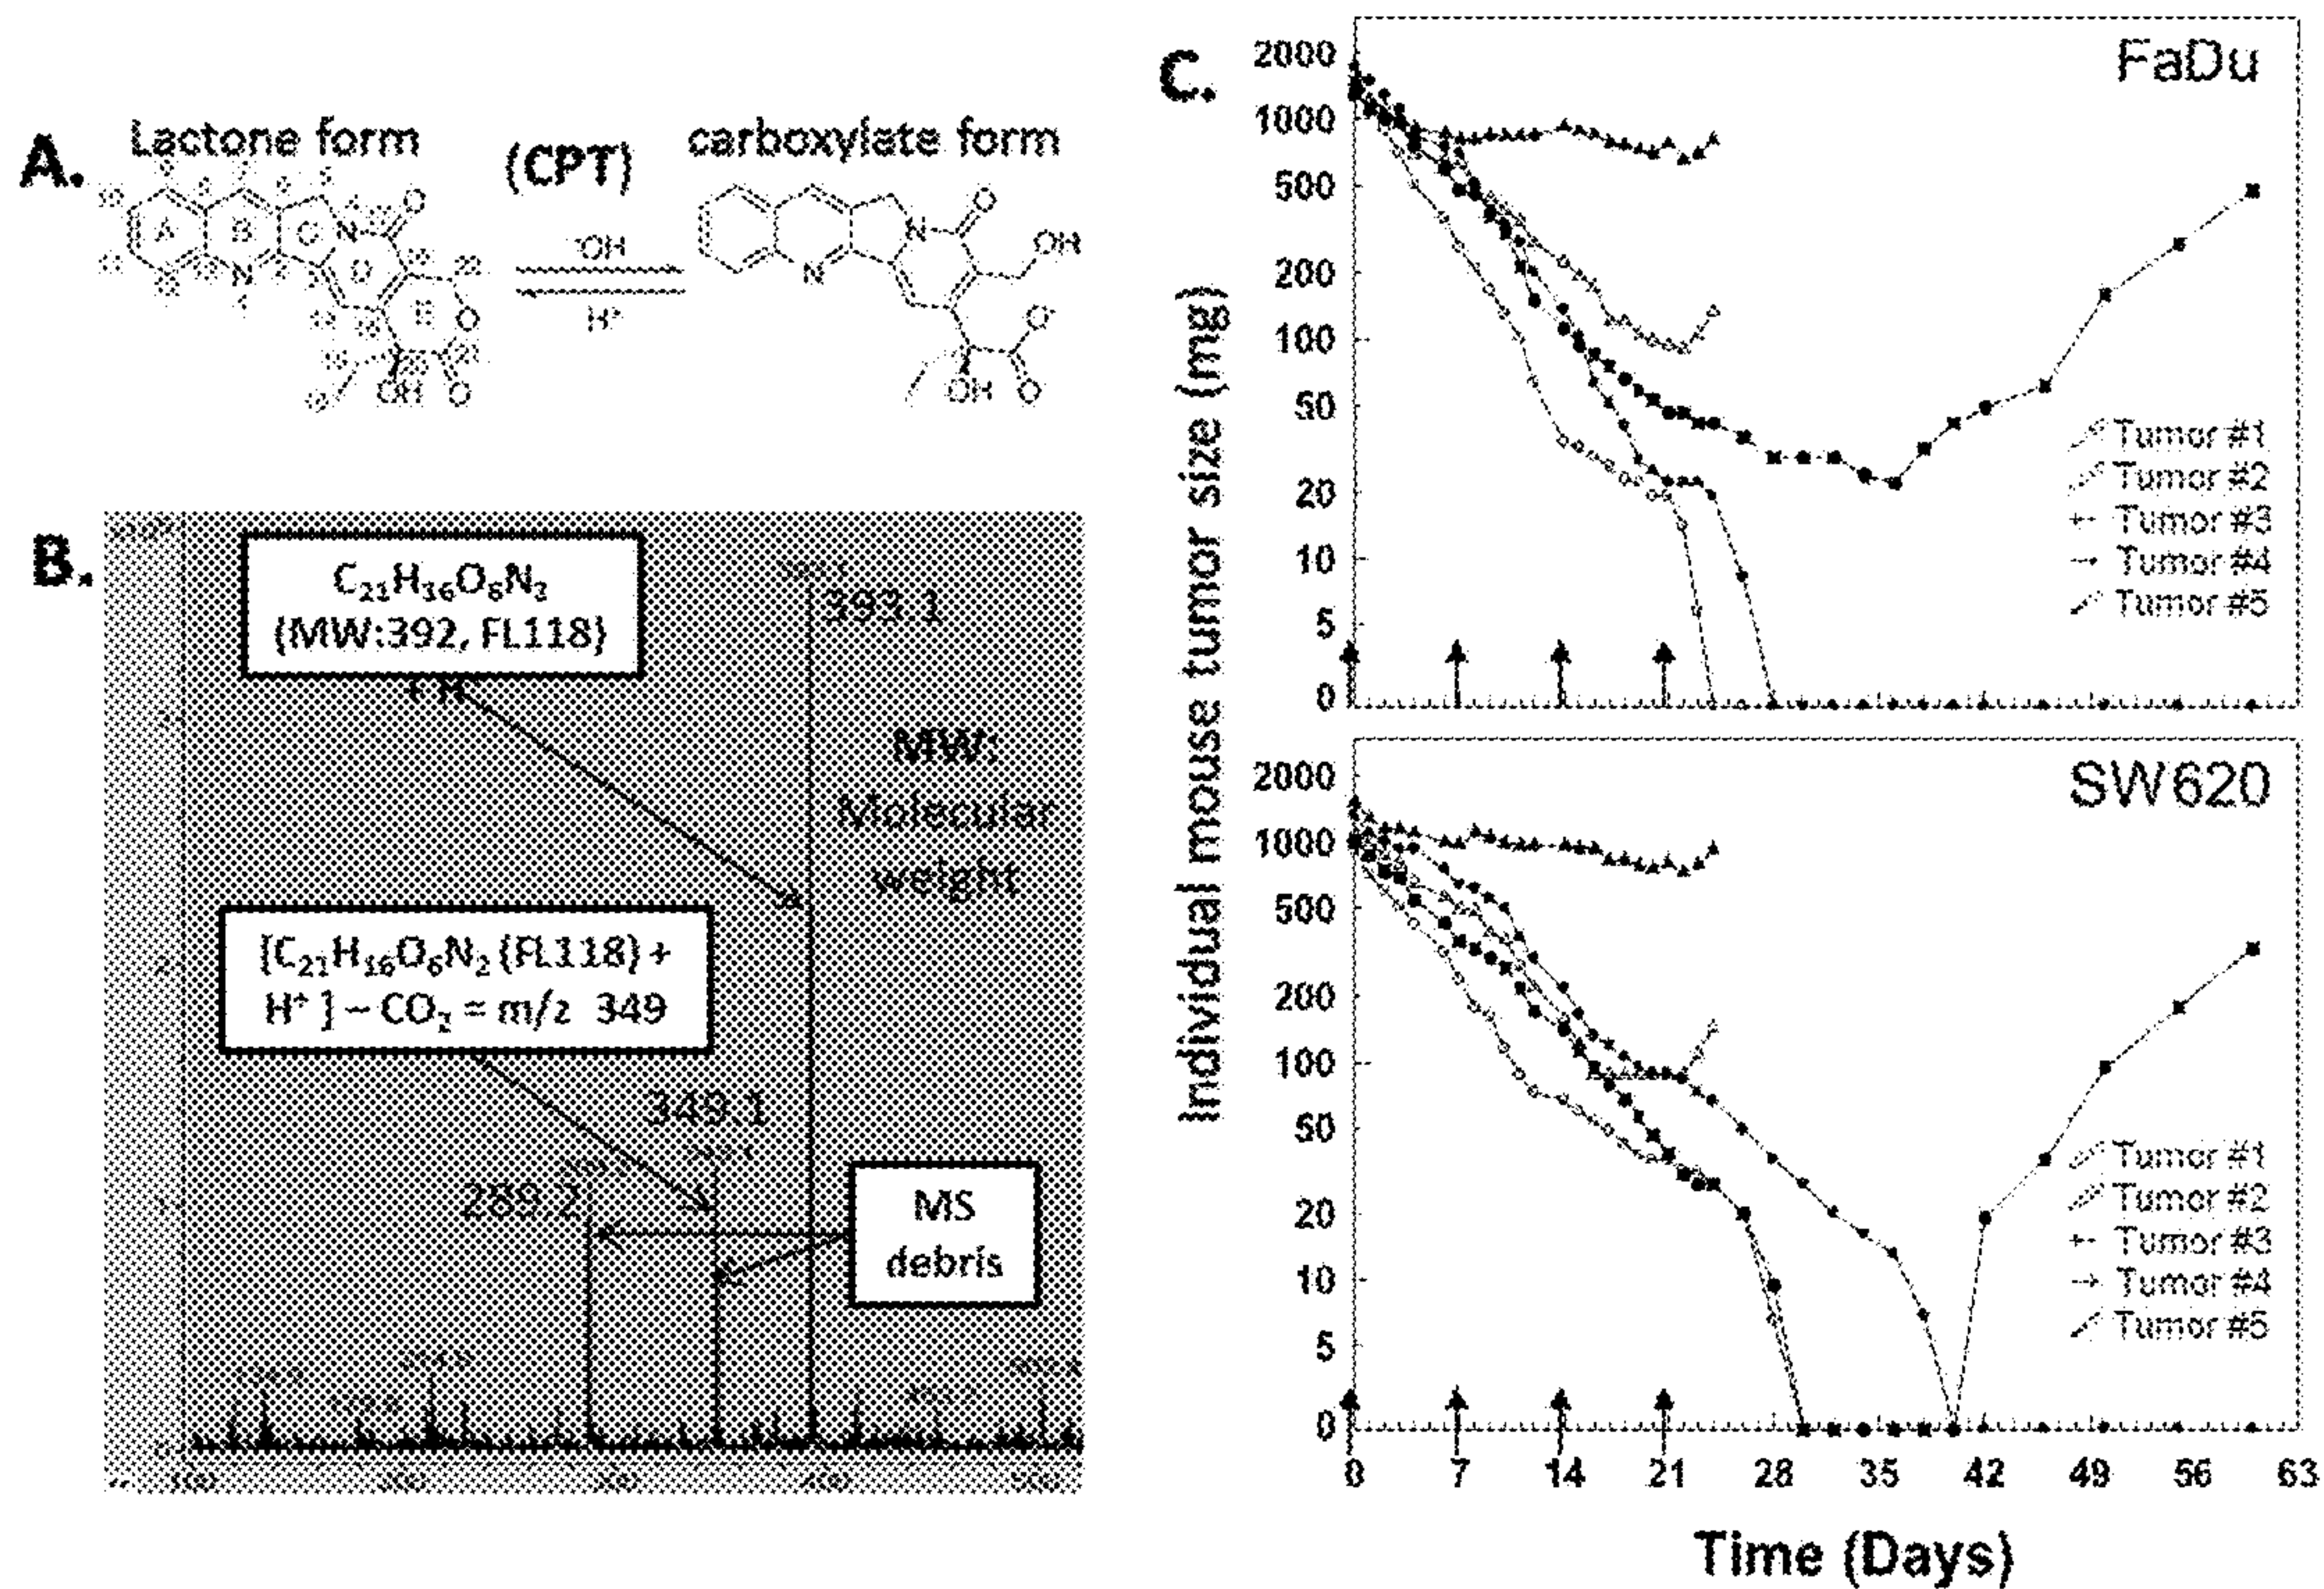 A.
Lactone form
(CPT)
carboxylate form
A
B
N
O
N
O
O
OH
O
-OH
H+
N
N
O
OH
O-
OH
O
B.
C21H16O6N2
(MW:392, FL118)
393.1
MW:
Molecular
weight
[C21H16O6N2 (FL118) +
H+ ] – CO2 = m/z 349
349.1
289.2
MS
debris
C.
Individual mouse tumor size (mg)
FaDu
2000
1000
500
200
100
50
20
10
5
0
Tumor #1
Tumor #2
Tumor #3
Tumor #4
Tumor #5
SW620
2000
1000
500
200
100
50
20
10
5
0
Tumor #1
Tumor #2
Tumor #3
Tumor #4
Tumor #5
0 7 14 21 28 35 42 49 56 63
Time (Days)